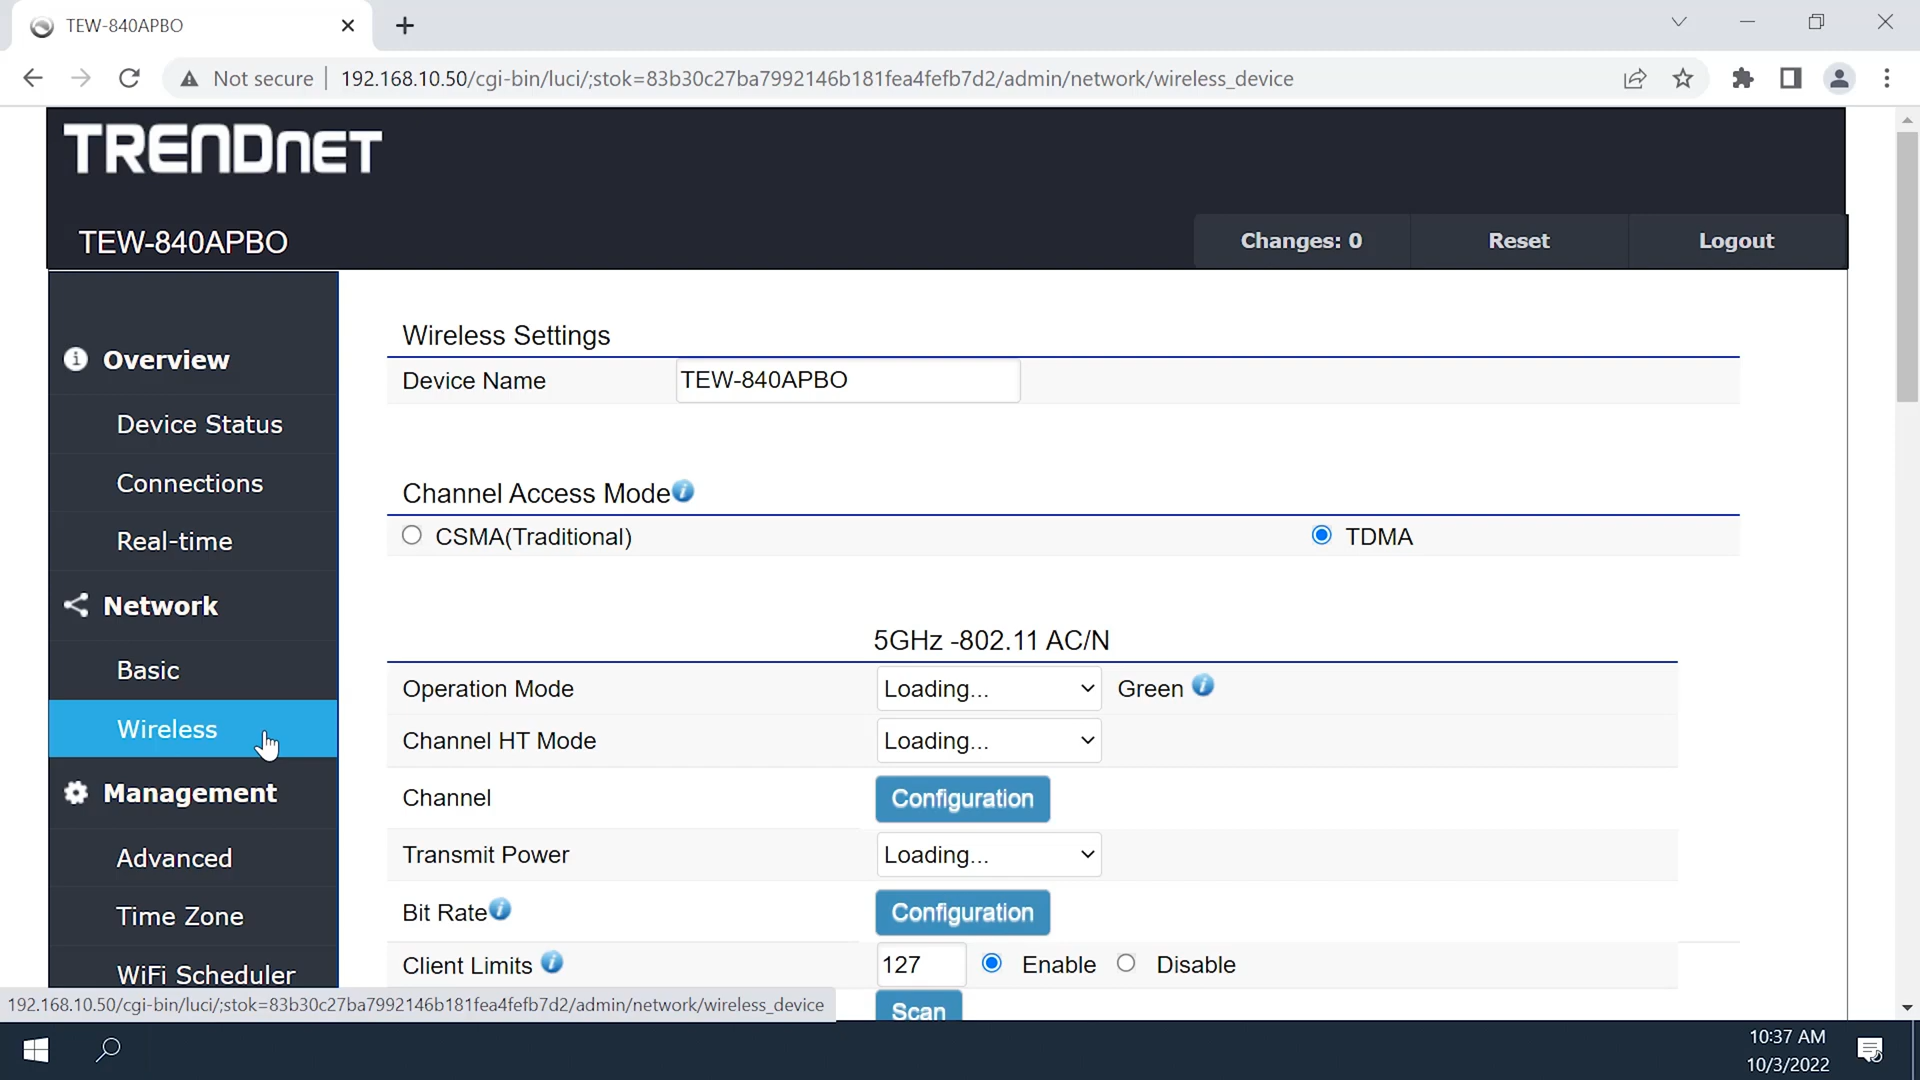 TEW-840APBO
Not secure
192.168.10.50/cgi-bin/luci/;stok=83b30c27ba7992146b181fea4fefb7d2/admin/network/wireless_device
TRENDNET
TEW-840APBO
Changes: 0
Reset
Logout
Overview
Device Status
Connections
Real-time
Network
Basic
Wireless
Management
Advanced
Time Zone
WiFi Scheduler
Wireless Settings
Device Name TEW-840APBO
Channel Access Mode
CSMA(Traditional) TDMA
5GHz -802.11 AC/N
Operation Mode Loading... Green
Channel HT Mode Loading...
Channel Configuration
Transmit Power Loading...
Bit Rate Configuration
Client Limits 127 Enable Disable
Scan
192.168.10.50/cgi-bin/luci/;stok=83b30c27ba7992146b181fea4fefb7d2/admin/network/wireless_device
10:37 AM
10/3/2022